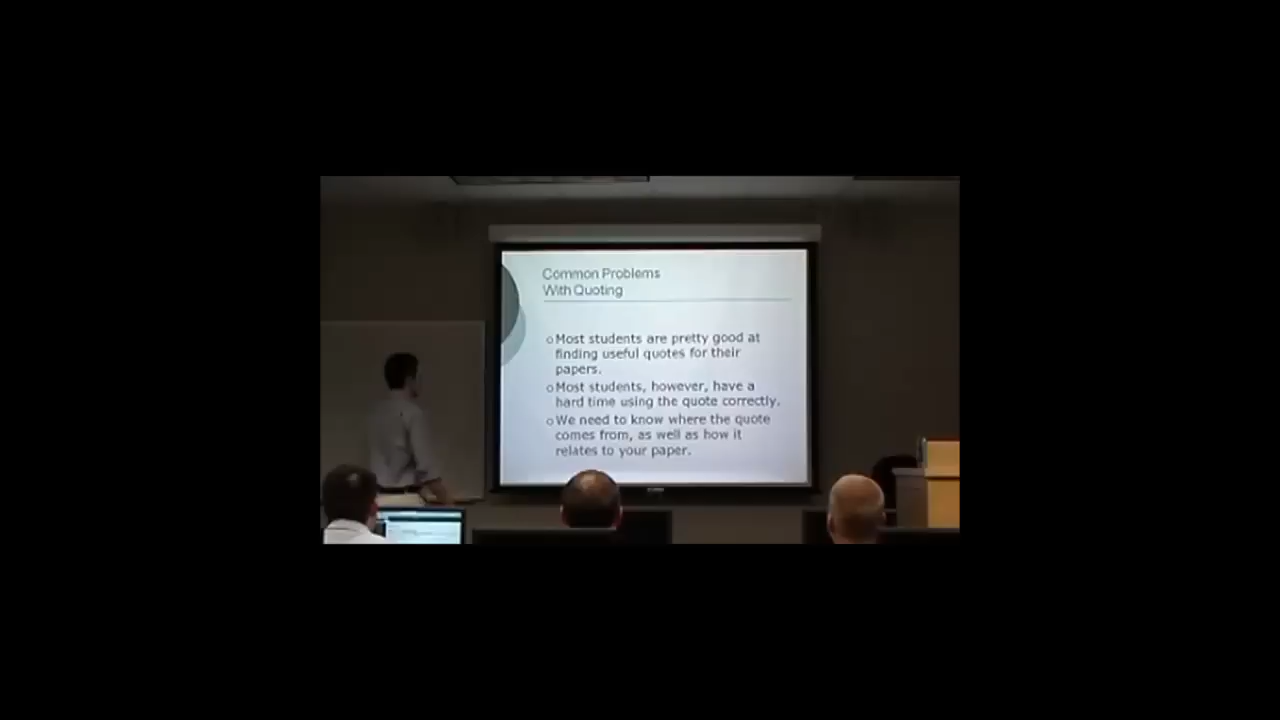 Common Problems
With Quoting
Most students are pretty good at
finding useful quotes for their
papers.
Most students, however, have a
hard time using the quote correctly.
We need to know where the quote
comes from, as well as how it
relates to your paper.